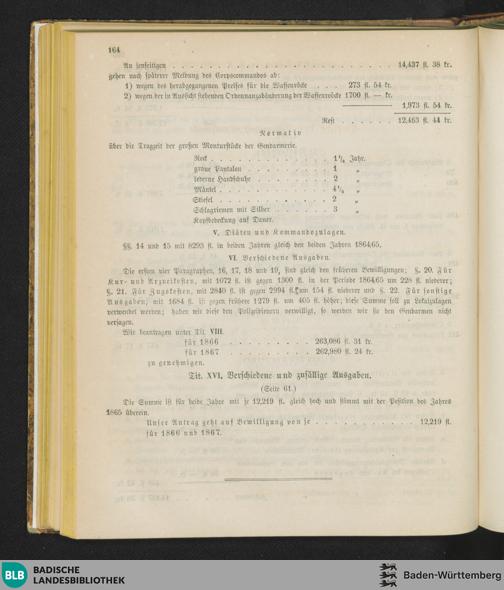 164
An jenseitigen . . . . . . . . . . . . . . . . . . . . 14,437 fl. 38 kr.
gehen nach späterer Meldung des Corpscommandos ab:
1) wegen des herabgegangenen Preises für die Waffenröcke . . . . 273 fl. 54 kr.
2) wegen der in Aussicht stehenden Ordonnanzabänderung der Waffenröcke 1700 fl. — kr.
1,973 fl. 54 kr.
Rest . . . . . . 12,463 fl. 44 kr.
Normativ
über die Tragzeit der großen Monturstücke der Gendarmerie.
Rock . . . . . . . . . . . . . 1¼ Jahr.
graue Pantalon . . . . . . . . . 1 „
lederne Handschuhe . . . . . . . . 2 „
Mäntel . . . . . . . . . . . . 4¼ „
Stiefel . . . . . . . . . . . . 2 „
Schlagriemen mit Silber . . . . . . 3 „
Kopfbedeckung auf Dauer.
V. Diäten und Kommandozulagen.
§§. 14 und 15 mit 8293 fl. in beiden Jahren gleich den beiden Jahren 1864/65.
VI. Verschiedene Ausgaben.
Die ersten vier Paragraphen, 16, 17, 18 und 19, sind gleich den früheren Bewilligungen; §. 20. Für
Kur- und Arzneikosten, mit 1072 fl. ist gegen 1300 fl. in der Periode 1864/65 um 228 fl. niederer;
§. 21. Für Zugskosten, mit 2840 fl. ist gegen 2994 fl. um 154 fl. niederer und §. 22. Für sonstige
Ausgaben; mit 1684 fl. ist gegen frühere 1279 fl. um 405 fl. höher; diese Summe soll zu Lokalzulagen
verwendet werden; haben wir diese den Polizeidienern verwilligt, so werden wir sie den Gendarmen nicht
versagen.
Wir beantragen unter Tit. VIII.
für 1866 . . . . . . . . . 263,086 fl. 31 kr.
für 1867 . . . . . . . . . 262,980 fl. 24 kr.
zu genehmigen.
Tit. XVI. Verschiedene und zufällige Ausgaben.
(Seite 61.)
Die Summe ist für beide Jahre mit je 12,219 fl. gleich hoch und stimmt mit der Position des Jahres
1865 überein.
Unser Antrag geht auf Bewilligung von je . . . . . . . . . . . 12,219 fl.
für 1866 und 1867.
BLB
BADISCHE
LANDESBIBLIOTHEK
Baden-Württemberg